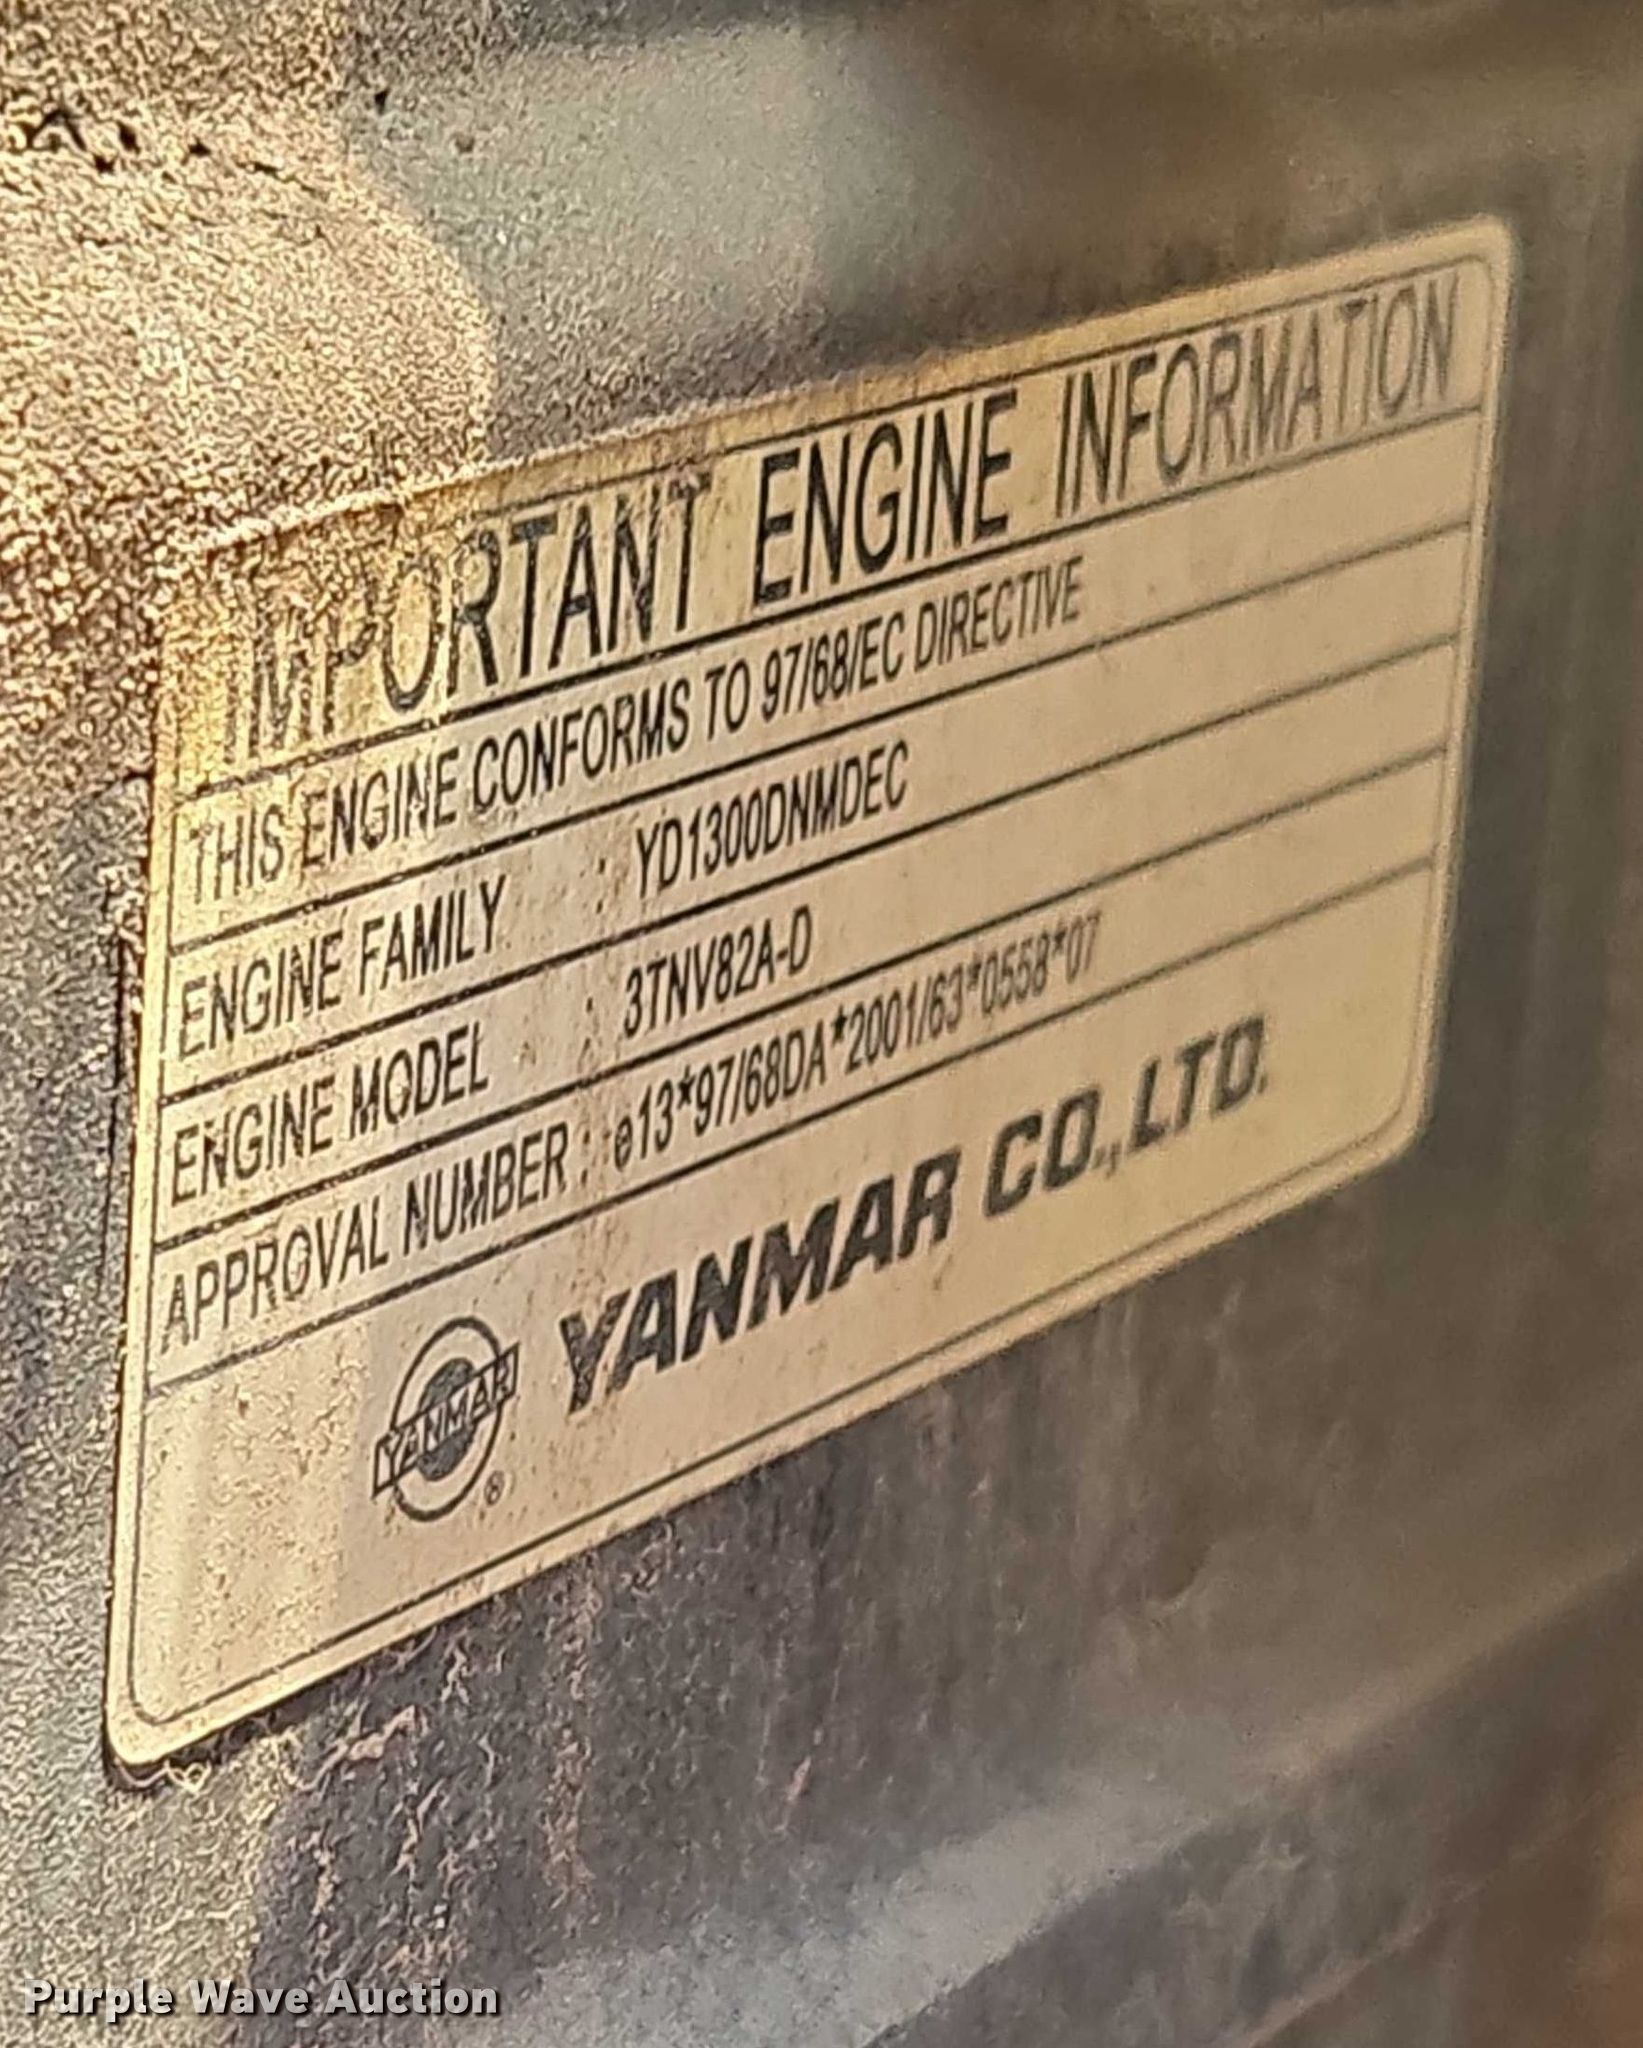 IMPORTANT ENGINE INFORMATION
THIS ENGINE CONFORMS TO 97/68/EC DIRECTIVE
ENGINE FAMILY : YD1300DNMDEC
ENGINE MODEL : 3TNV82A-D
APPROVAL NUMBER : e13*97/68DA*2001/63*0558*07
YANMAR ® YANMAR CO.,LTD.
Purple Wave Auction